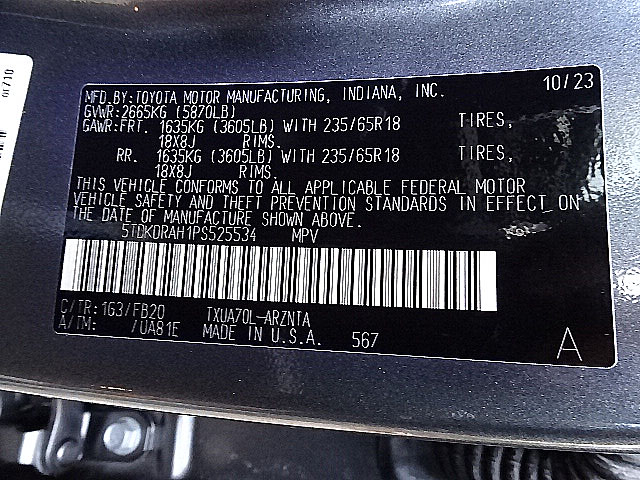 MFD.BY:TOYOTA MOTOR MANUFACTURING, INDIANA, INC. 10/23
GVWR:2665KG (5870LB)
GAWR:FRT. 1635KG (3605LB) WITH 235/65R18 TIRES,
18X8J RIMS.
RR. 1635KG (3605LB) WITH 235/65R18 TIRES,
18X8J RIMS.
THIS VEHICLE CONFORMS TO ALL APPLICABLE FEDERAL MOTOR
VEHICLE SAFETY AND THEFT PREVENTION STANDARDS IN EFFECT ON
THE DATE OF MANUFACTURE SHOWN ABOVE.
5TDKDRAH1PS525534 MPV
C/TR: 1G3/FB20 TXUA70L-ARZNTA
A/TM: /UA81E MADE IN U.S.A. 567 A